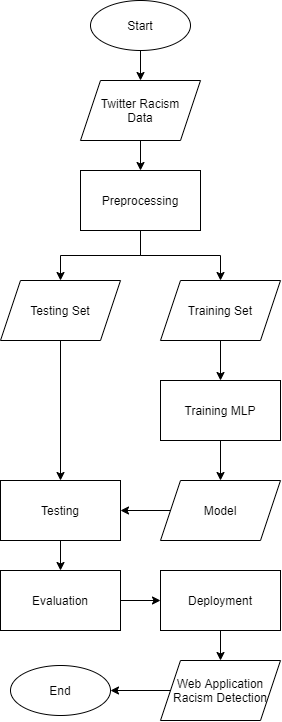 Start
Twitter Racism
Data
Preprocessing
Testing Set
Training Set
Training MLP
Testing
Model
Evaluation
Deployment
Web Application
Racism Detection
End